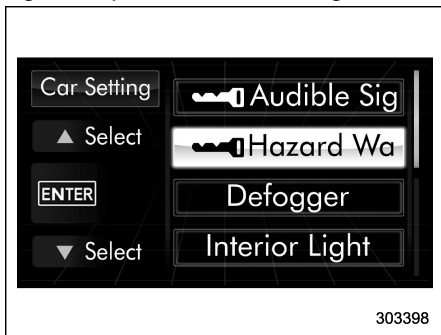 Car Setting
Audible Sig
▲ Select
Hazard Wa
ENTER
Defogger
▼ Select
Interior Light
303398